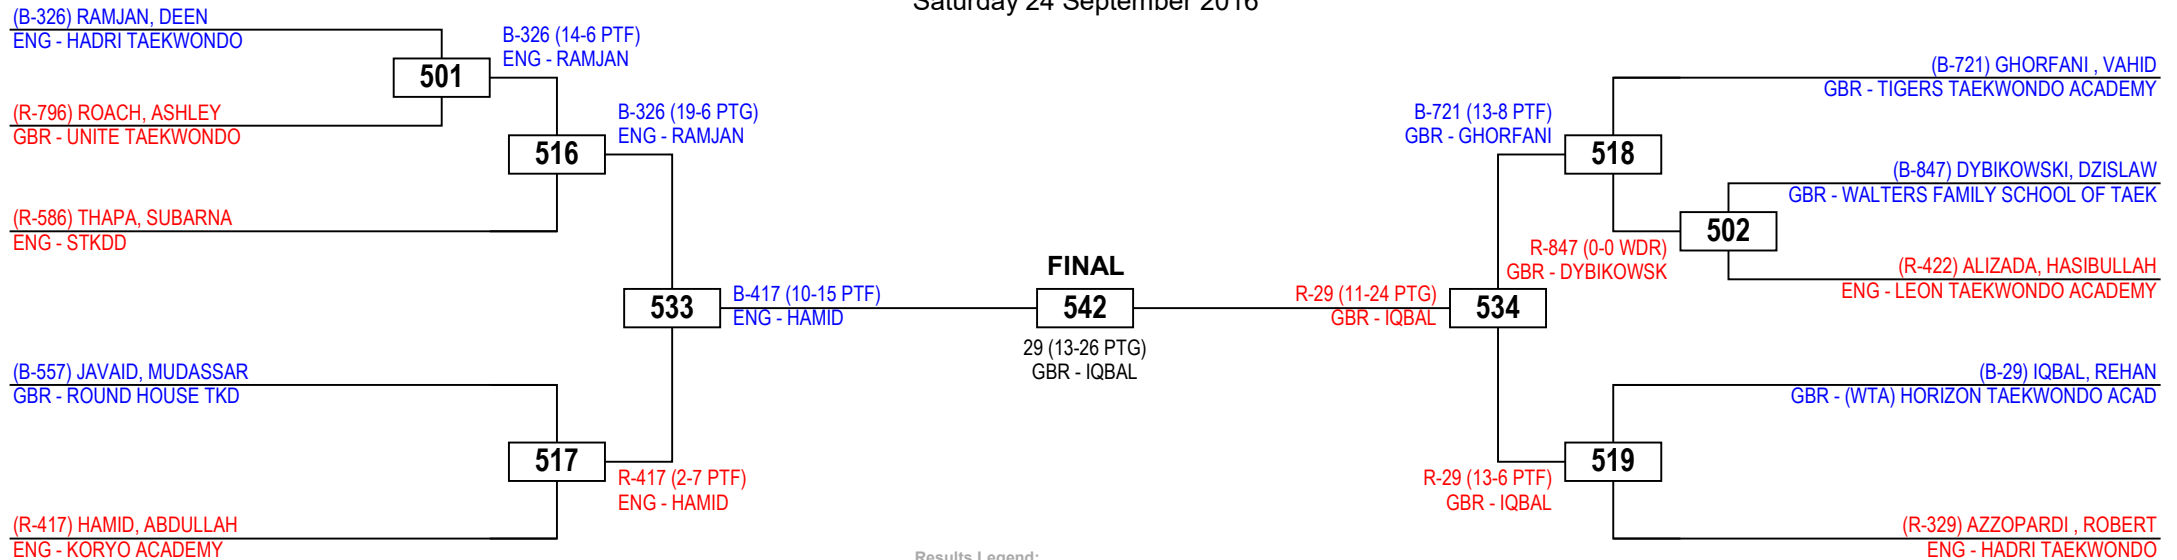 Saturday 24 September 2016
(B-326) RAMJAN, DEEN
ENG - HADRI TAEKWONDO
501
B-326 (14-6 PTF)
ENG - RAMJAN
(R-796) ROACH, ASHLEY
GBR - UNITE TAEKWONDO
516
B-326 (19-6 PTG)
ENG - RAMJAN
(R-586) THAPA, SUBARNA
ENG - STKDD
533
B-417 (10-15 PTF)
ENG - HAMID
(B-557) JAVAID, MUDASSAR
GBR - ROUND HOUSE TKD
517
R-417 (2-7 PTF)
ENG - HAMID
(R-417) HAMID, ABDULLAH
ENG - KORYO ACADEMY
FINAL
542
29 (13-26 PTG)
GBR - IQBAL
(B-721) GHORFANI , VAHID
GBR - TIGERS TAEKWONDO ACADEMY
B-721 (13-8 PTF)
GBR - GHORFANI
518
(B-847) DYBIKOWSKI, DZISLAW
GBR - WALTERS FAMILY SCHOOL OF TAEK
502
R-847 (0-0 WDR)
GBR - DYBIKOWSK
(R-422) ALIZADA, HASIBULLAH
ENG - LEON TAEKWONDO ACADEMY
R-29 (11-24 PTG)
GBR - IQBAL
534
(B-29) IQBAL, REHAN
GBR - (WTA) HORIZON TAEKWONDO ACAD
519
R-29 (13-6 PTF)
GBR - IQBAL
(R-329) AZZOPARDI , ROBERT
ENG - HADRI TAEKWONDO
Results Legend: